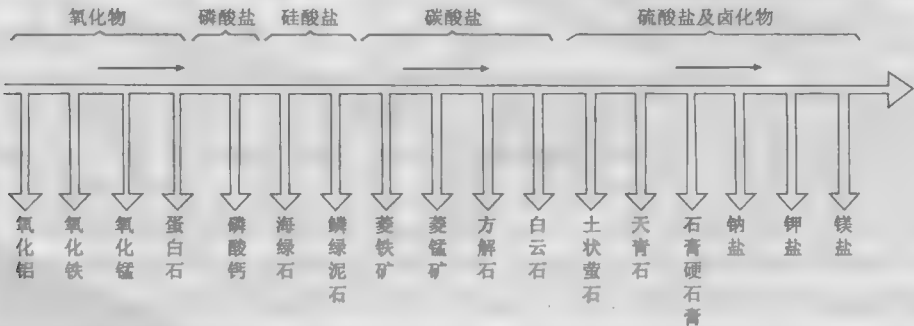 氧化物
磷酸盐
硅酸盐
碳酸盐
硫酸盐及卤化物
氧化铝
氧化铁
氧化锰
蛋白石
磷酸钙
海绿石
鳞绿泥石
菱铁矿
菱锰矿
方解石
白云石
土状萤石
天青石
石膏硬石膏
钠盐
钾盐
镁盐